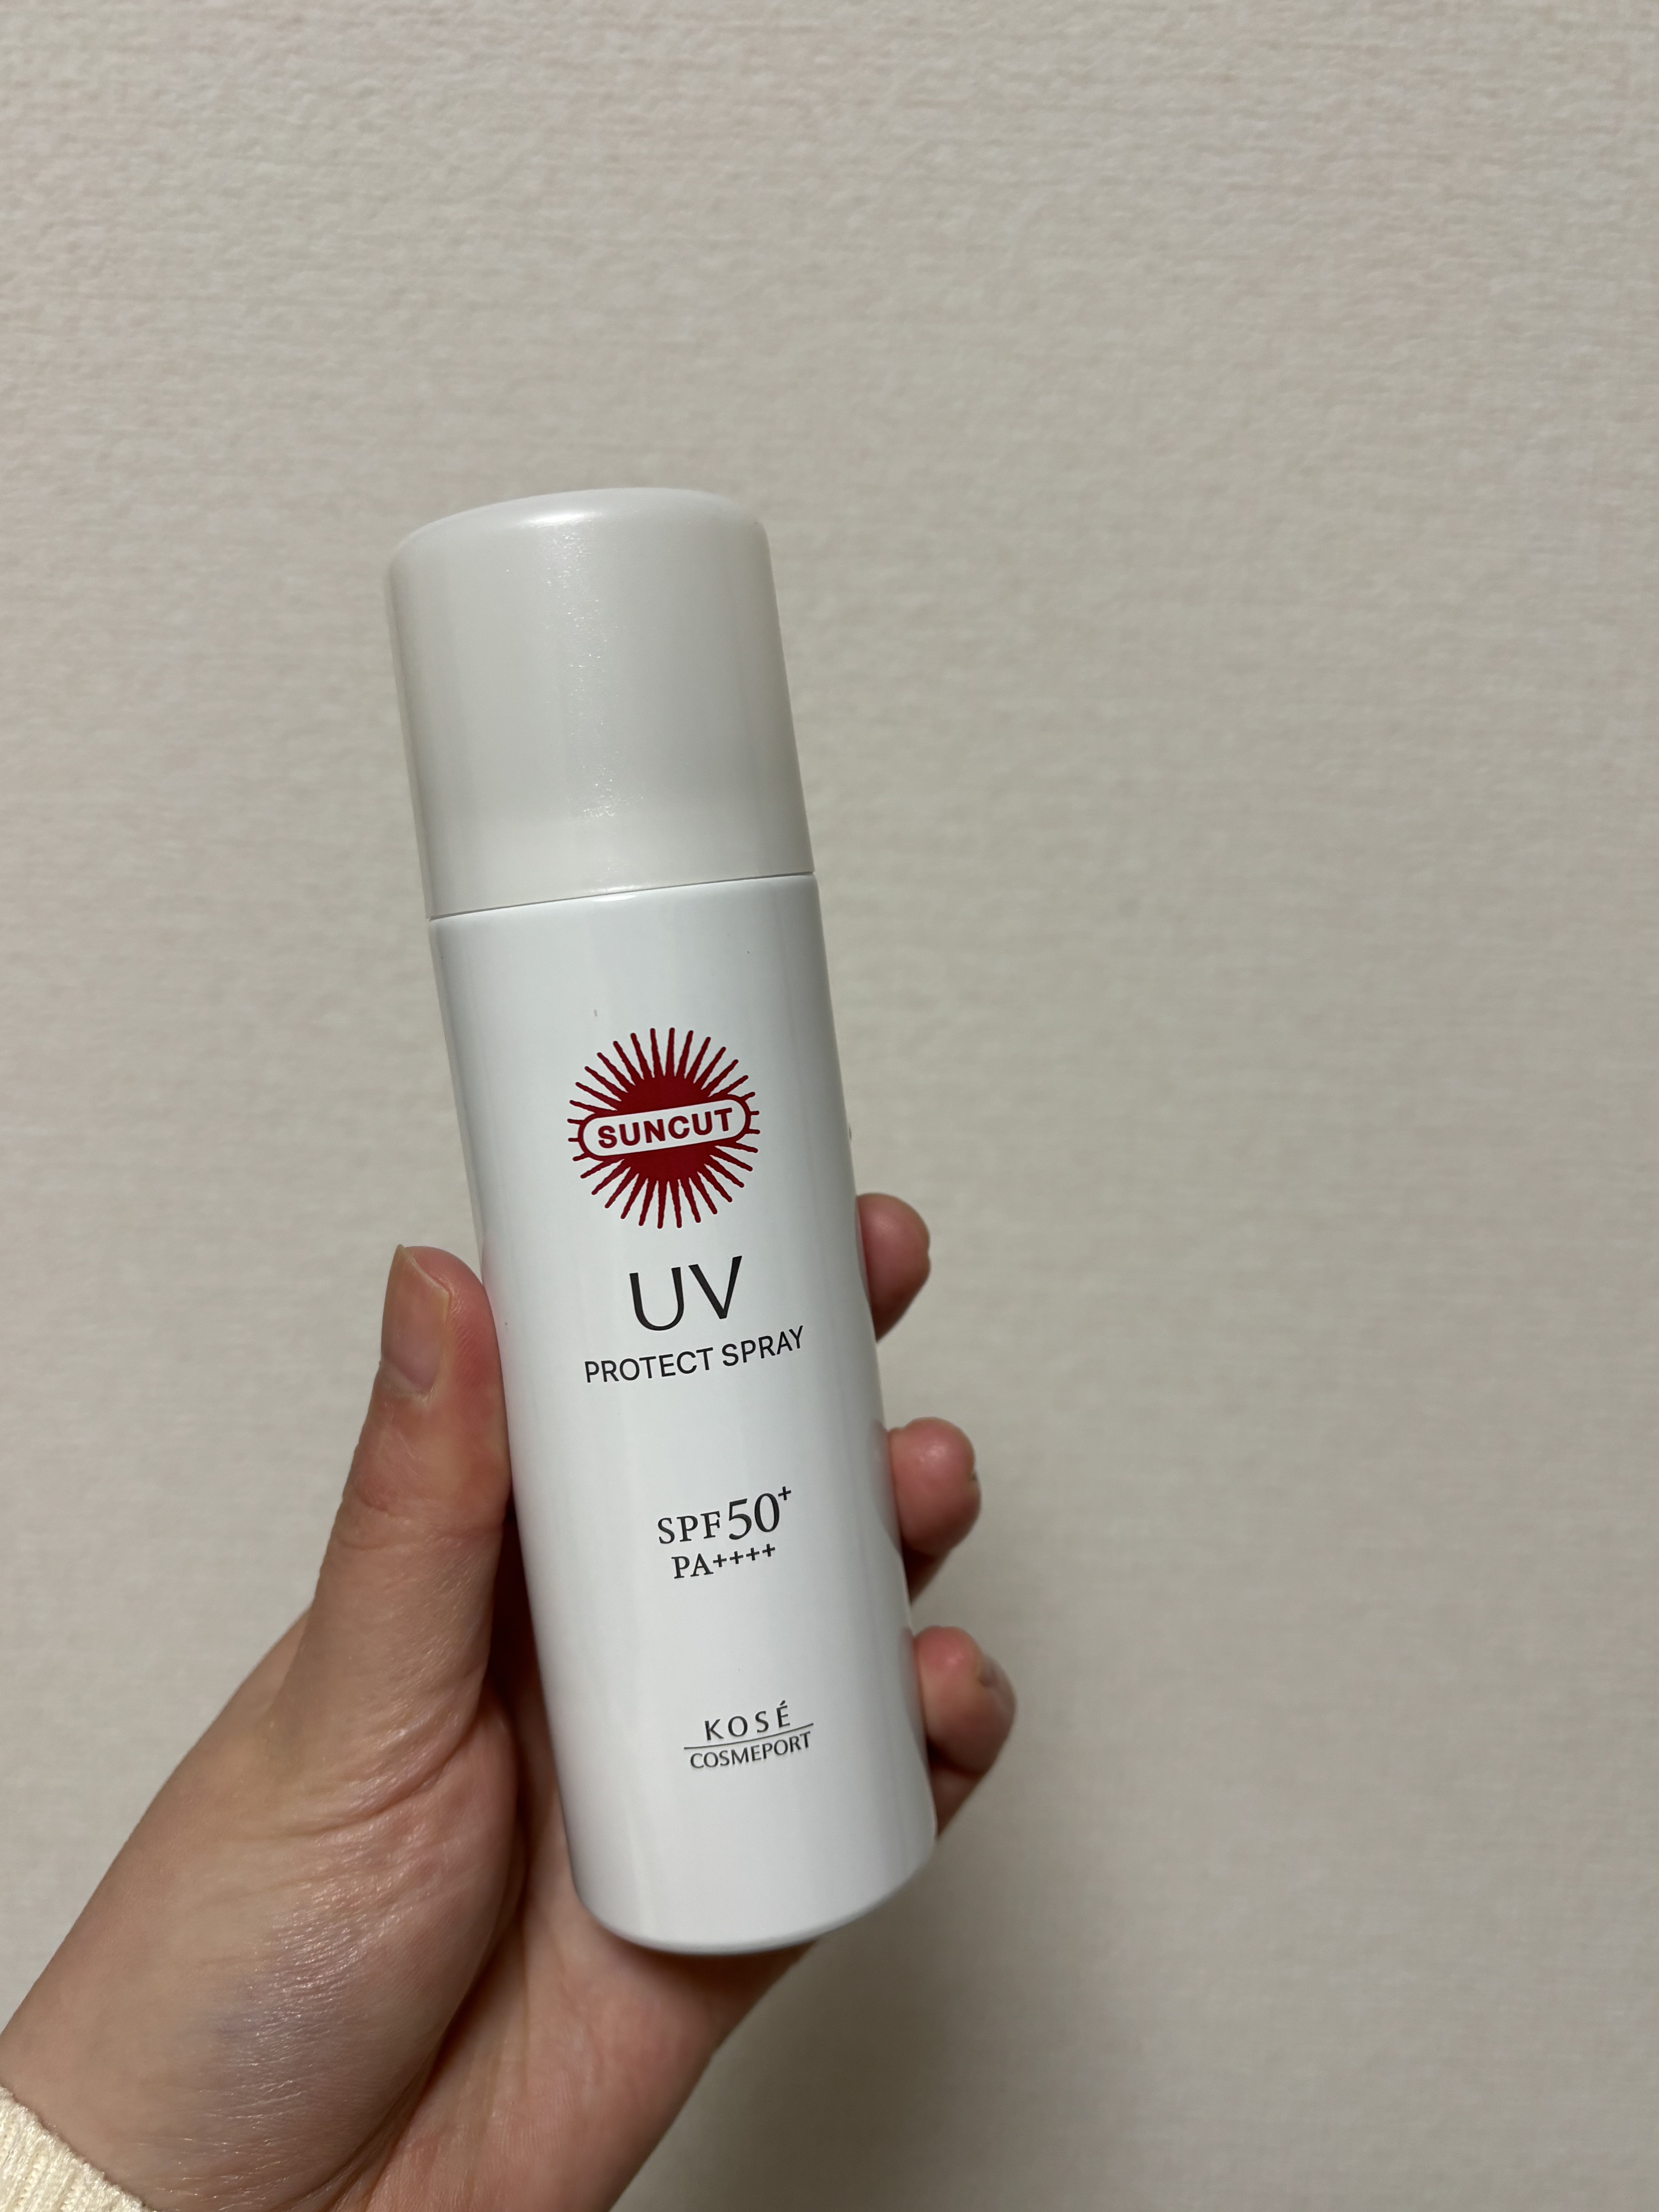 SUNCUT
UV
PROTECT SPRAY
SPF50+
PA++++
KOSÉ
COSMEPORT